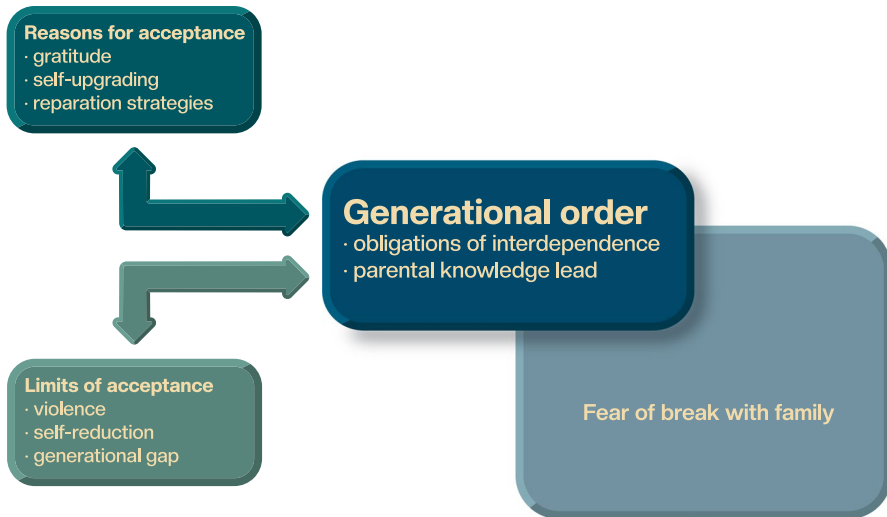 Reasons for acceptance
· gratitude
· self-upgrading
· reparation strategies
Generational order
· obligations of interdependence
· parental knowledge lead
Limits of acceptance
· violence
· self-reduction
· generational gap
Fear of break with family